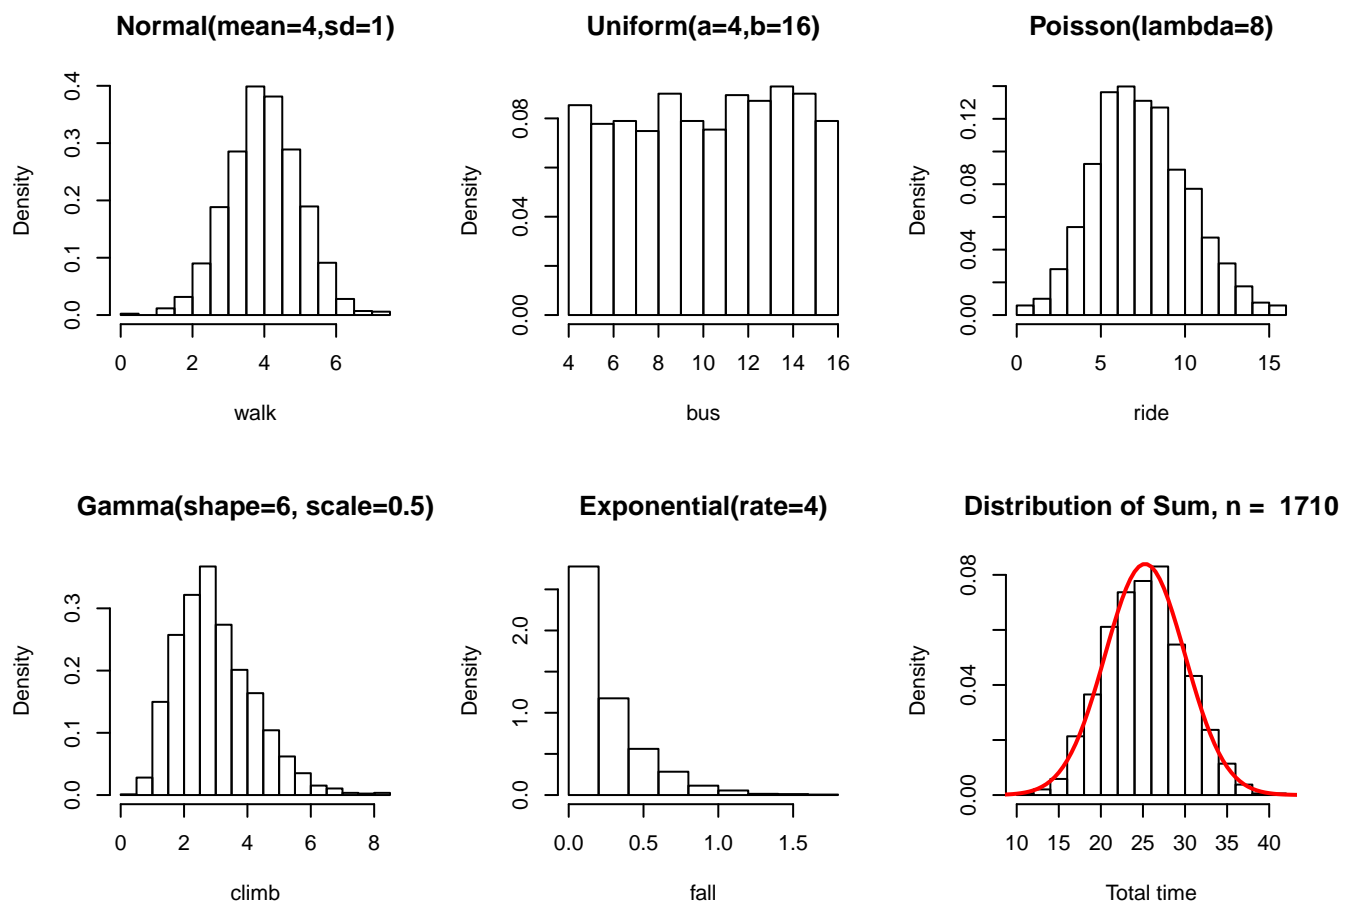 Normal(mean=4,sd=1)
Density
0.0 0.1 0.2 0.3 0.4
0 2 4 6
walk
Uniform(a=4,b=16)
Density
0.00 0.04 0.08
4 6 8 10 12 14 16
bus
Poisson(lambda=8)
Density
0.00 0.04 0.08 0.12
0 5 10 15
ride
Gamma(shape=6, scale=0.5)
Density
0.0 0.1 0.2 0.3
0 2 4 6 8
climb
Exponential(rate=4)
Density
0.0 1.0 2.0
0.0 0.5 1.0 1.5
fall
Distribution of Sum, n =  1710
Density
0.00 0.04 0.08
10 15 20 25 30 35 40
Total time